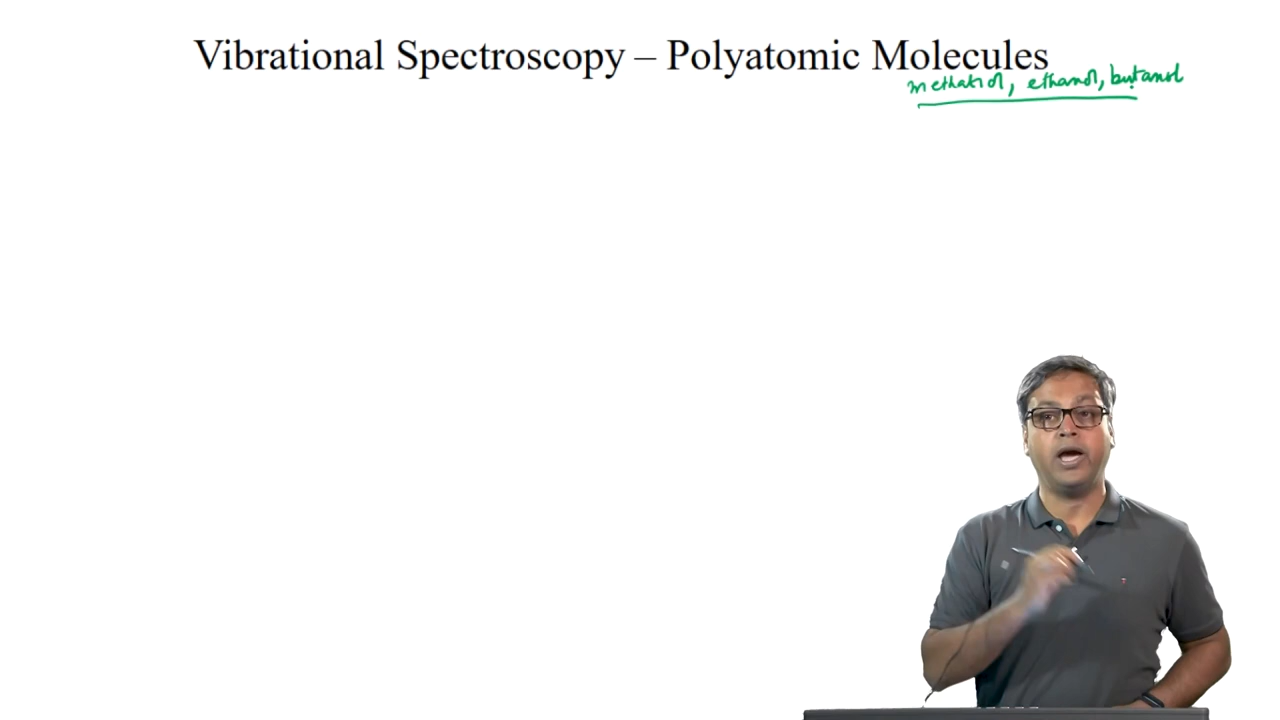 Vibrational Spectroscopy – Polyatomic Molecules
methanol, ethanol, butanol